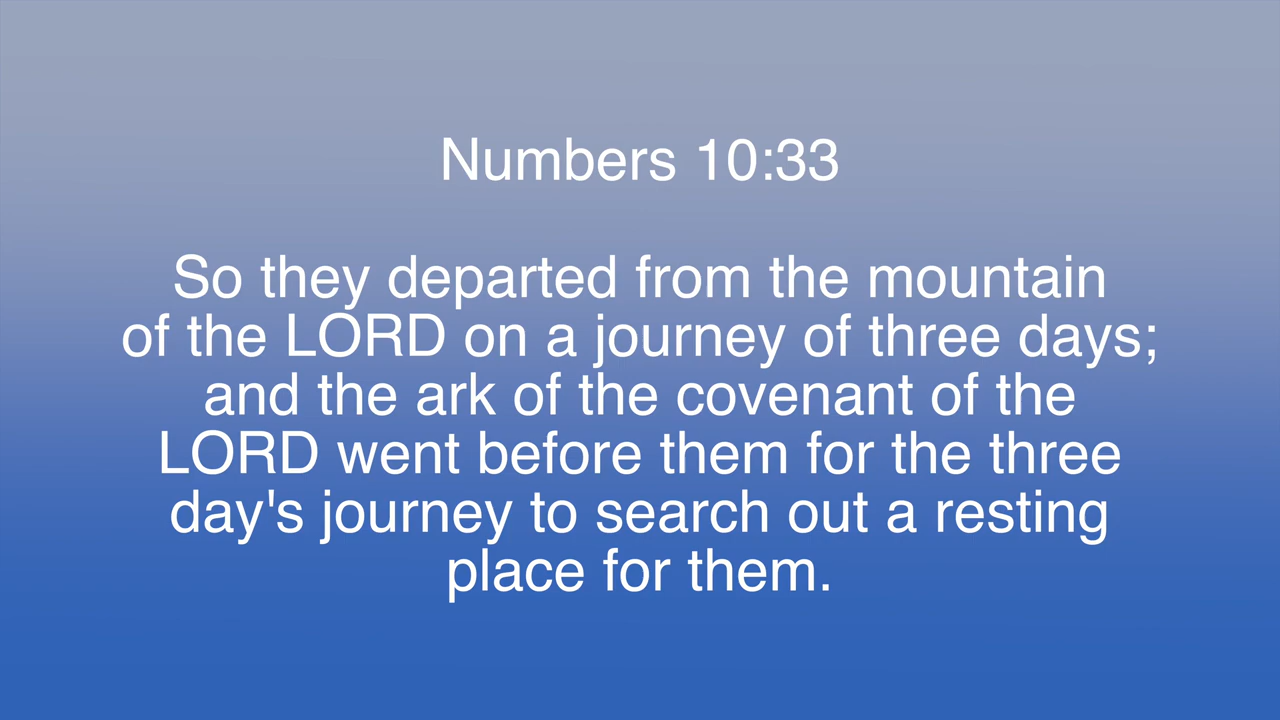 Numbers 10:33
So they departed from the mountain
of the LORD on a journey of three days;
and the ark of the covenant of the
LORD went before them for the three
day's journey to search out a resting
place for them.